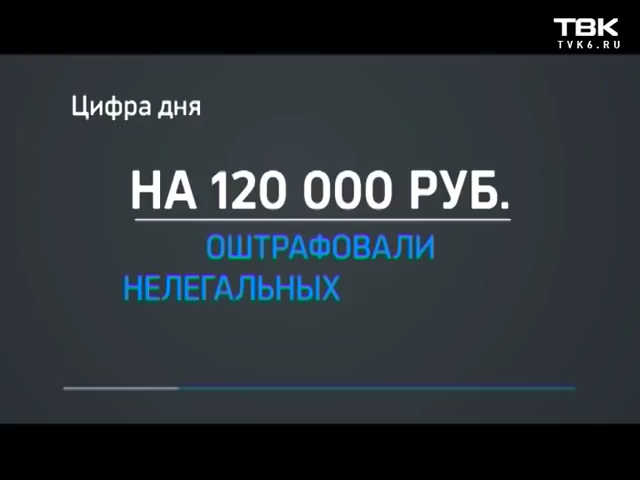 ТВК
TVK6.RU
Цифра дня
НА 120 000 РУБ.
ОШТРАФОВАЛИ
НЕЛЕГАЛЬНЫХ